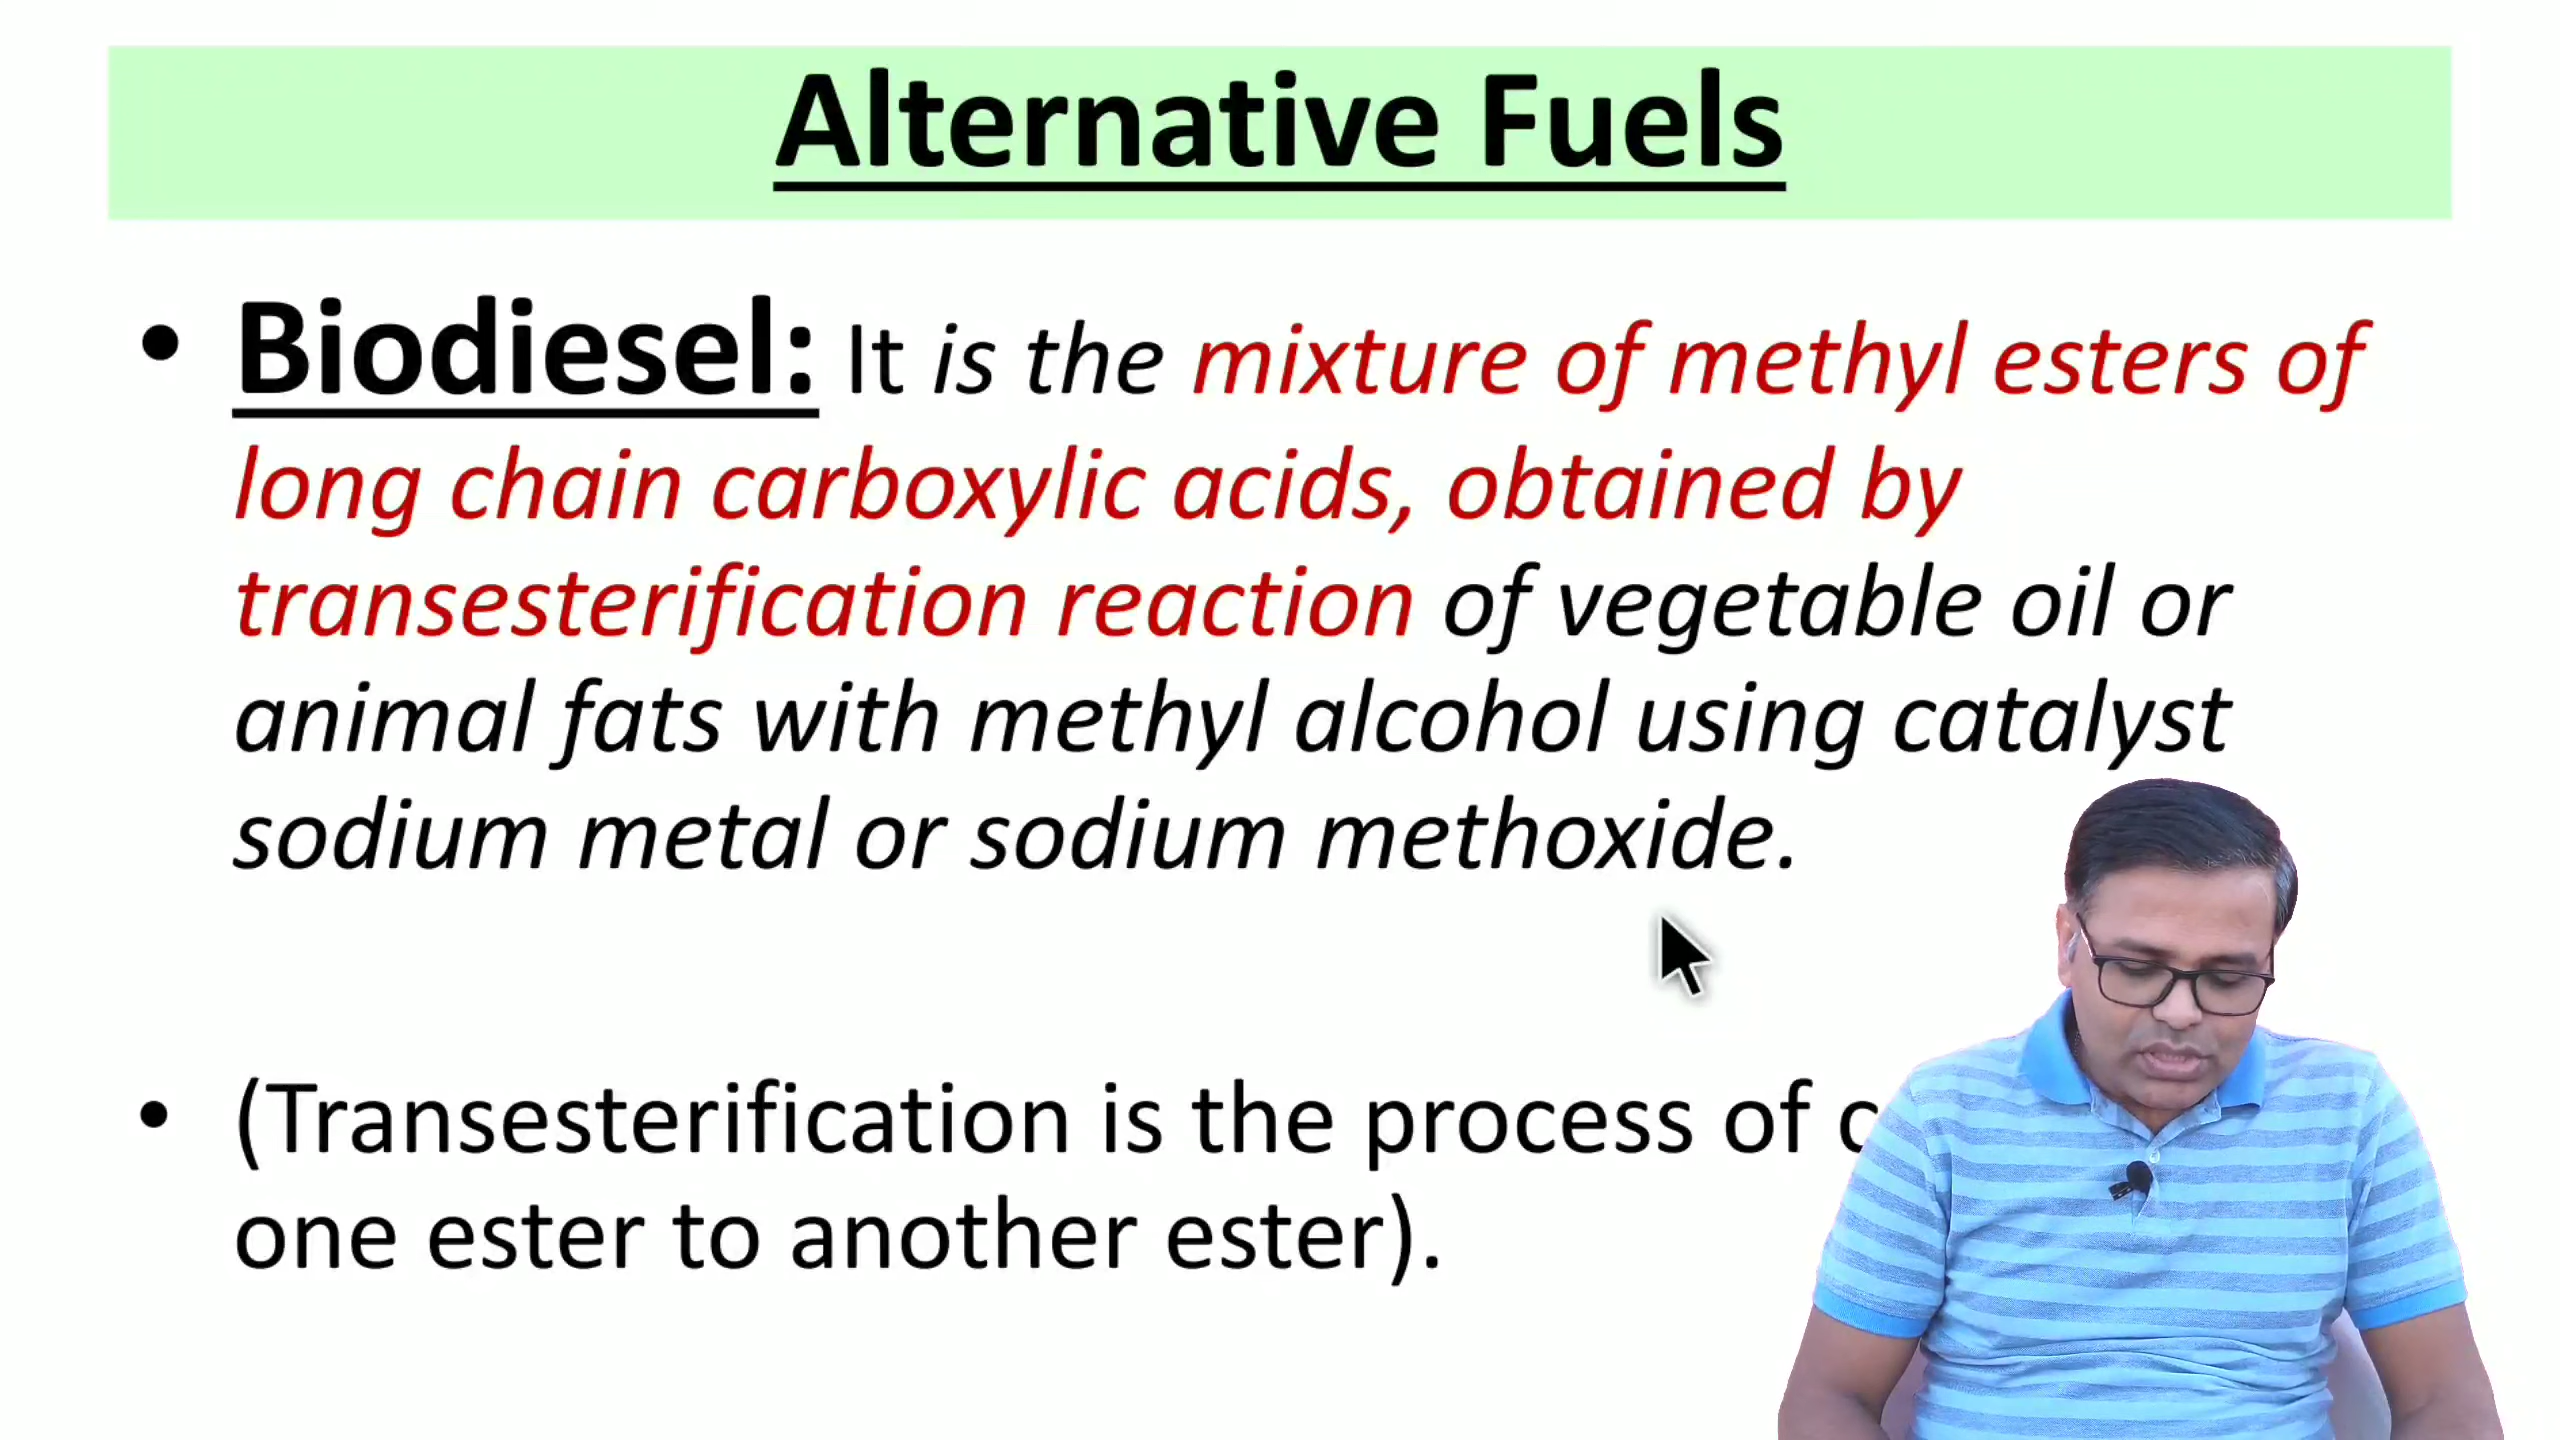 Alternative Fuels
• Biodiesel: It is the mixture of methyl esters of
long chain carboxylic acids, obtained by
transesterification reaction of vegetable oil or
animal fats with methyl alcohol using catalyst
sodium metal or sodium methoxide.
• (Transesterification is the process of
one ester to another ester).